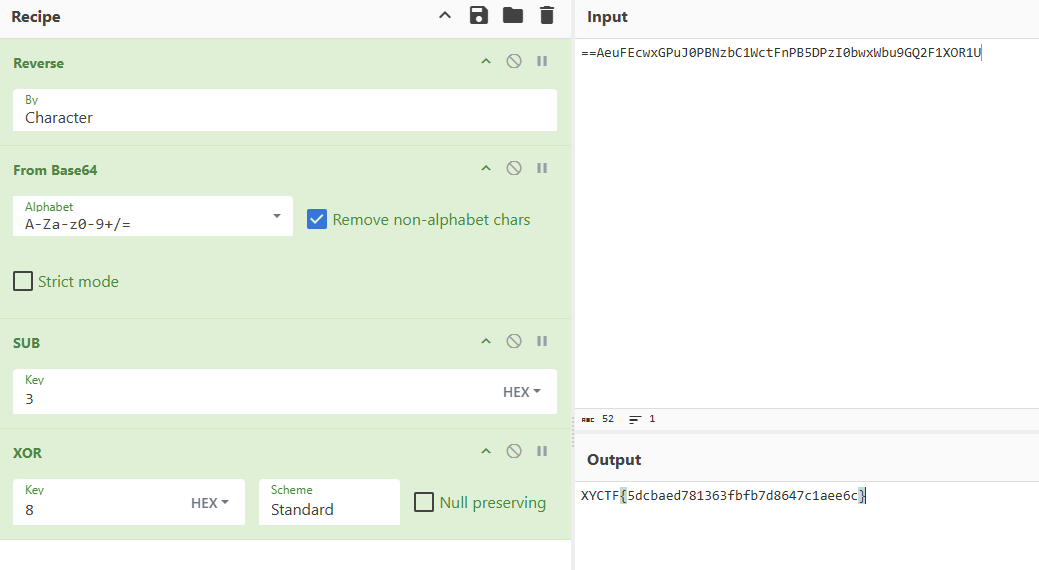 Recipe
Reverse
By
Character
From Base64
Alphabet
A-Za-z0-9+/=
Remove non-alphabet chars
Strict mode
SUB
Key
3
HEX
XOR
Key
8
HEX
Scheme
Standard
Null preserving
Input
==AeuFEcwxGPuJ0PBNzbC1WctFnPB5DPzI0bwxWbu9GQ2F1XOR1U
ABC 52 1
Output
XYCTF{5dcbaed781363fbfb7d8647c1aee6c}